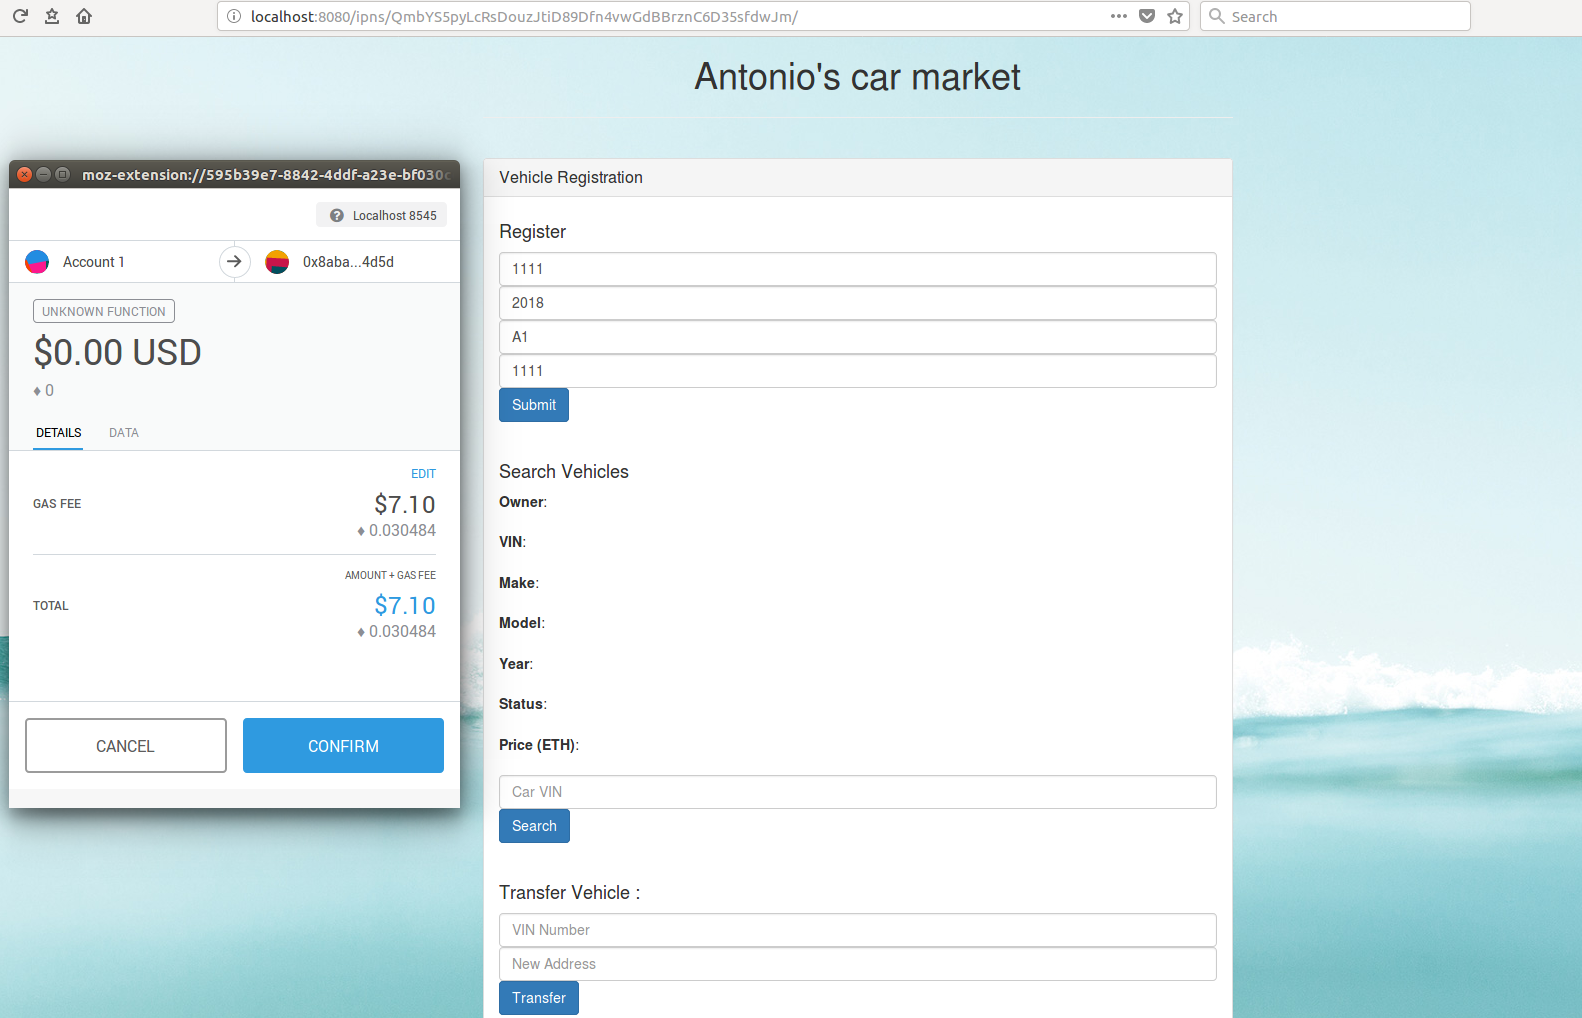 localhost:8080/ipns/QmbYS5pyLcRsDouzJtiD89Dfn4vwGdBBrznC6D35sfdwJm/
Search
Antonio's car market
moz-extension://595b39e7-8842-4ddf-a23e-bf030c
Localhost 8545
Account 1
0x8aba...4d5d
UNKNOWN FUNCTION
$0.00 USD
♦ 0
DETAILS
DATA
EDIT
GAS FEE
$7.10
♦ 0.030484
AMOUNT + GAS FEE
TOTAL
$7.10
♦ 0.030484
CANCEL
CONFIRM
Vehicle Registration
Register
1111
2018
A1
1111
Submit
Search Vehicles
Owner:
VIN:
Make:
Model:
Year:
Status:
Price (ETH):
Car VIN
Search
Transfer Vehicle :
VIN Number
New Address
Transfer